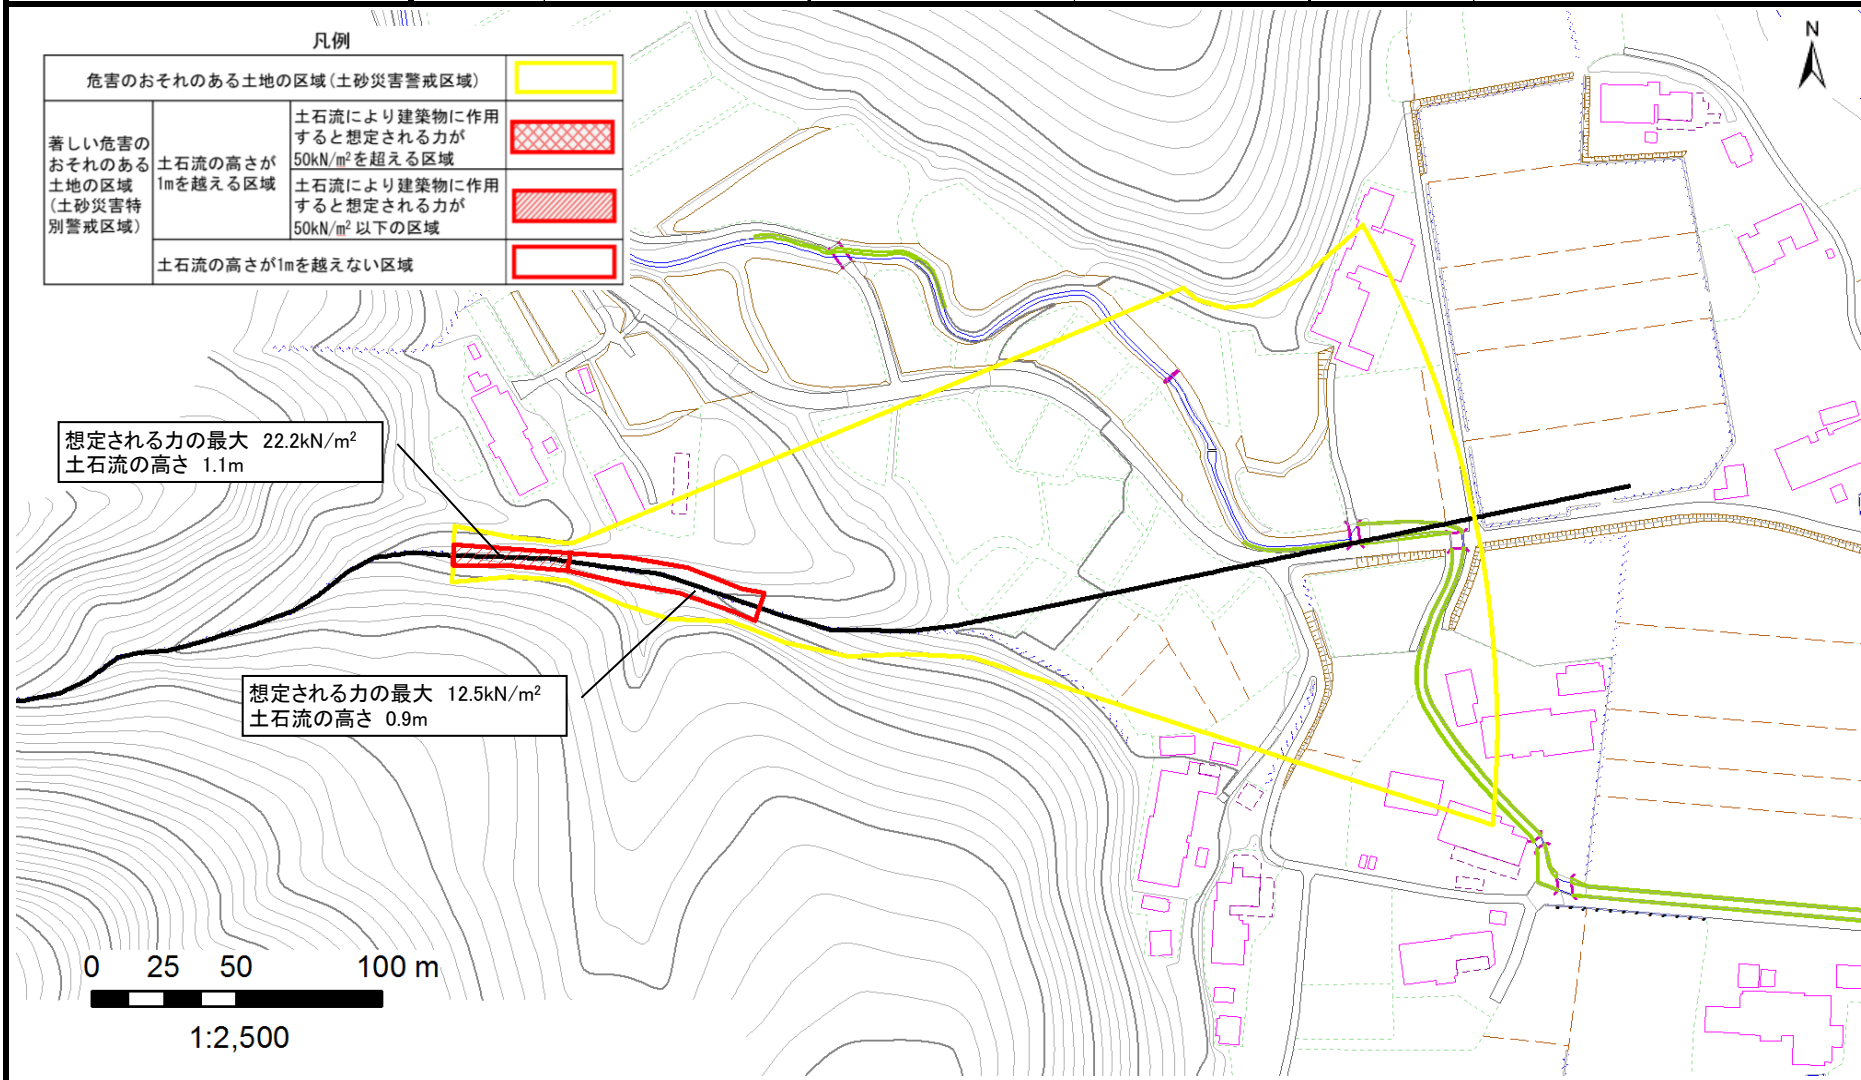 凡例
危害のおそれのある土地の区域(土砂災害警戒区域)
著しい危害の
おそれのある
土地の区域
(土砂災害特
別警戒区域)
土石流の高さが
1mを越える区域
土石流により建築物に作用
すると想定される力が
50kN/m²を超える区域
土石流により建築物に作用
すると想定される力が
50kN/m²以下の区域
土石流の高さが1mを越えない区域
N
想定される力の最大 22.2kN/m²
土石流の高さ 1.1m
想定される力の最大 12.5kN/m²
土石流の高さ 0.9m
0 25 50 100 m
1:2,500